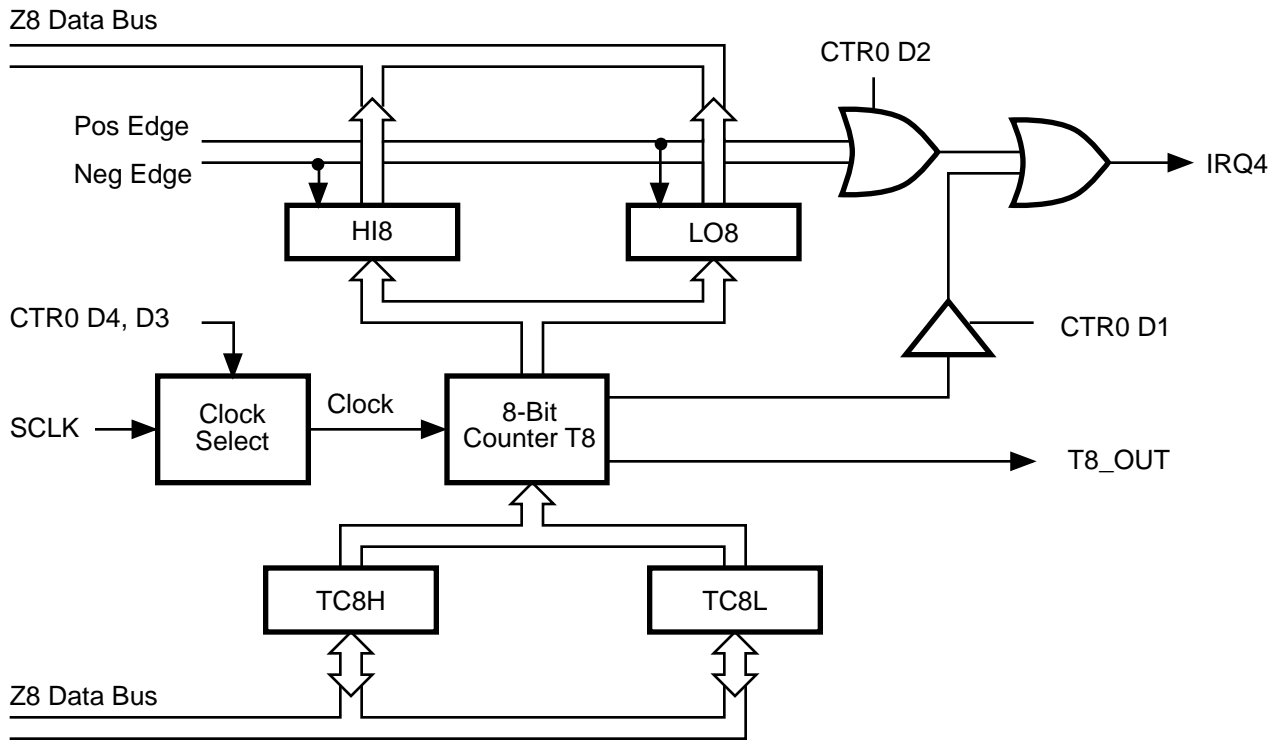 Z8 Data Bus
CTR0 D2
Pos Edge
Neg Edge
IRQ4
HI8
LO8
CTR0 D4, D3
CTR0 D1
Clock
Select
Clock
8-Bit
Counter T8
SCLK
T8_OUT
TC8H
TC8L
Z8 Data Bus